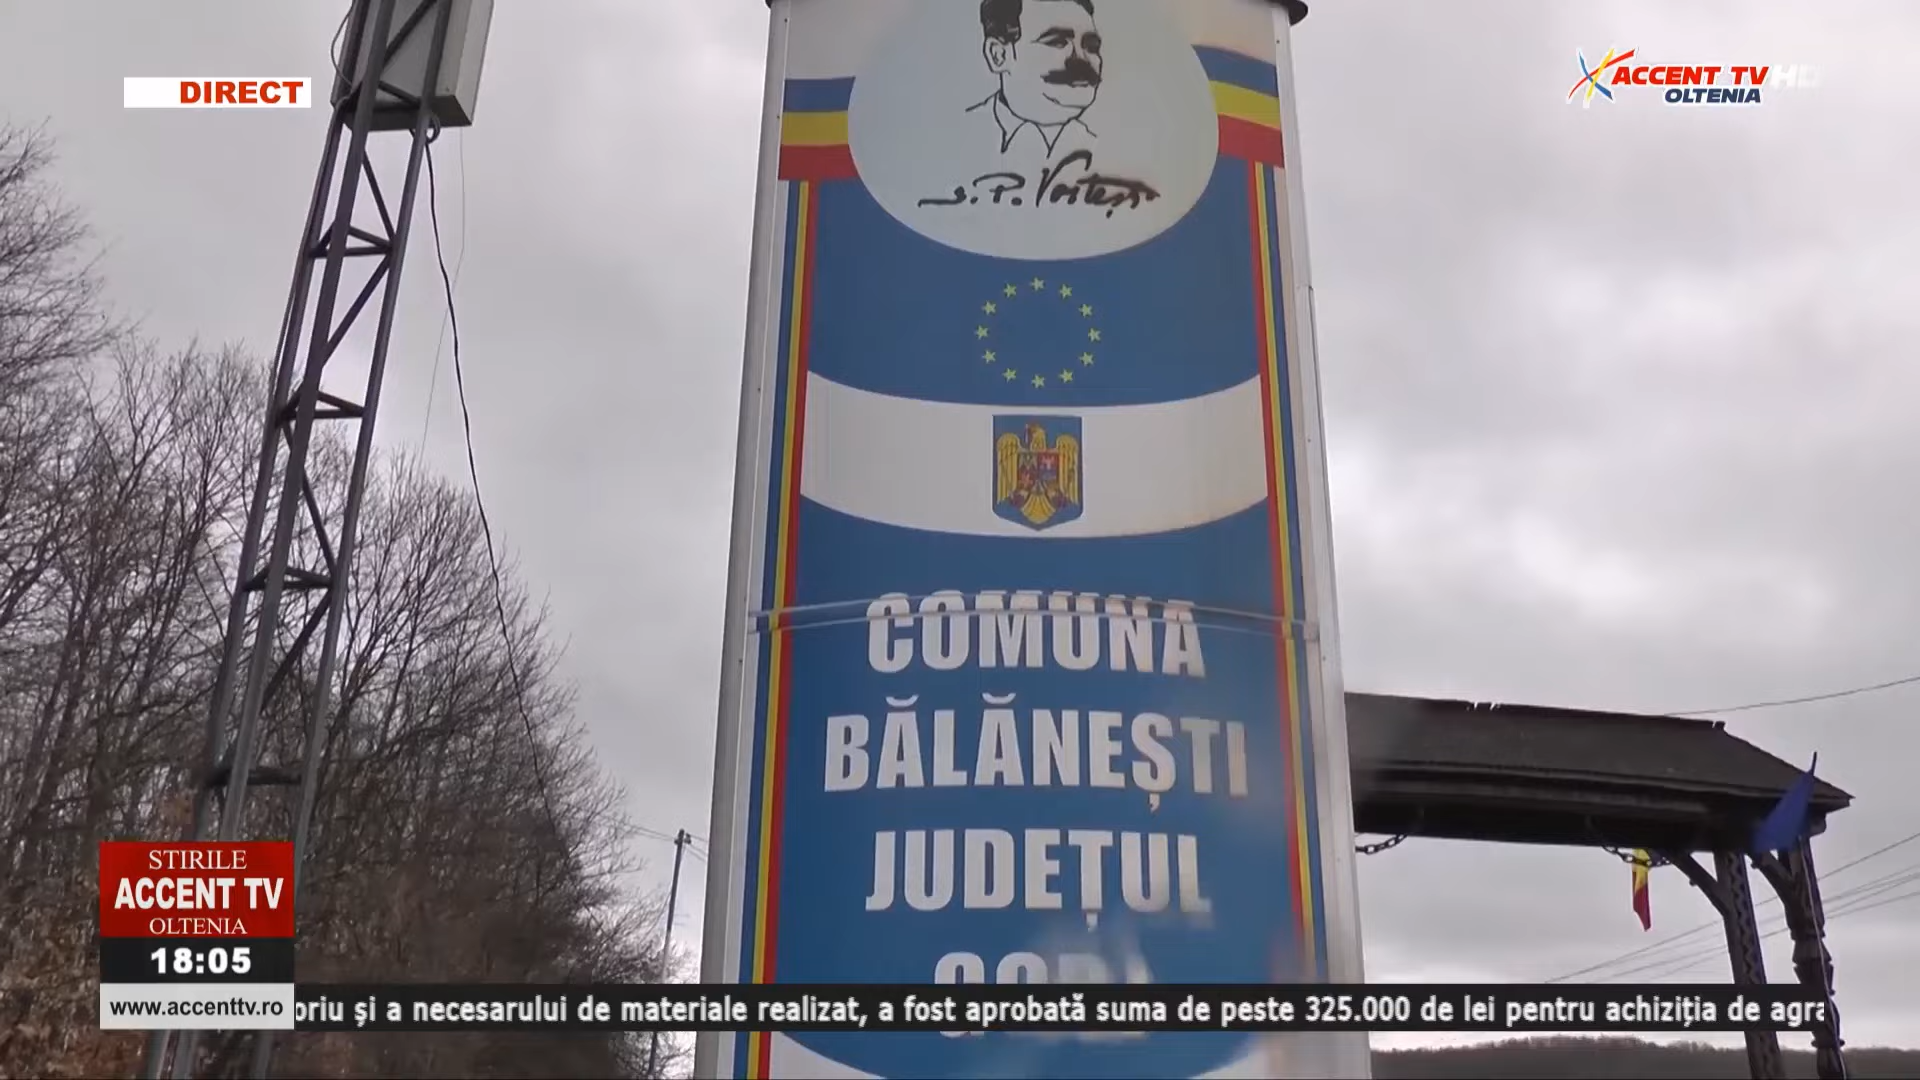 DIRECT
ACCENT TV HD
OLTENIA
COMUNA
BĂLĂNEȘTI
JUDEȚUL
GORJ
STIRILE
ACCENT TV
OLTENIA
18:05
www.accenttv.ro
oriu și a necesarului de materiale realizat, a fost aprobată suma de peste 325.000 de lei pentru achiziția de agra